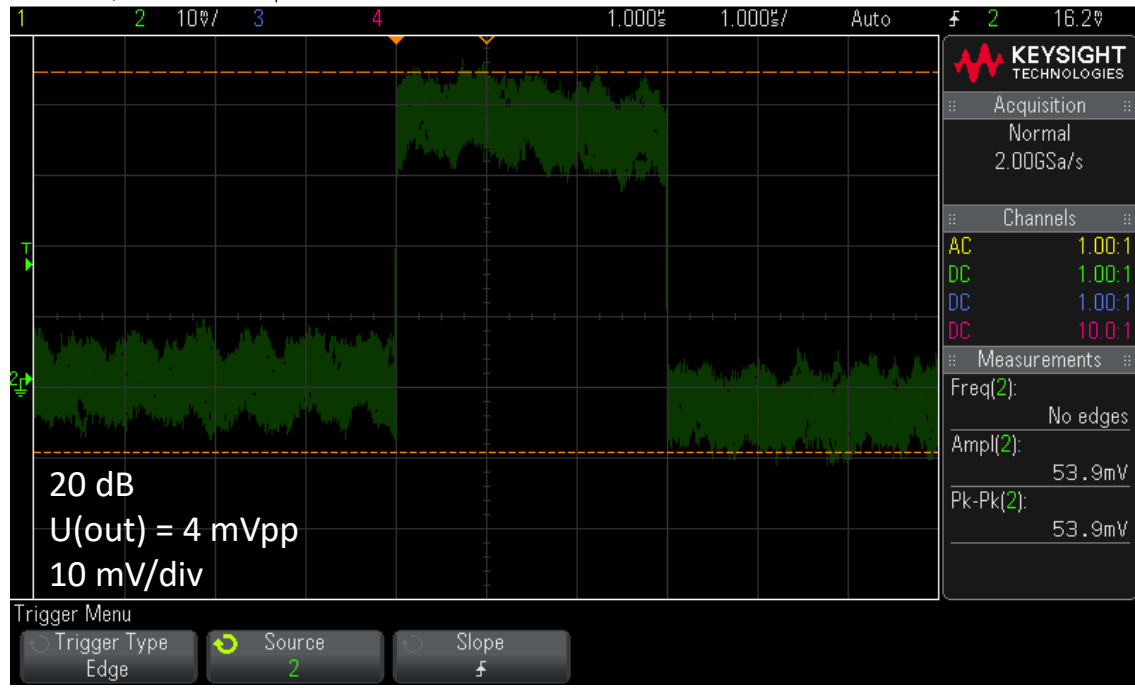 1 2 10㎷/ 3 4 1.000s 1.000s/ Auto 2 16.2
KEYSIGHT
TECHNOLOGIES
Acquisition
Normal
2.00GSa/s
Channels
AC 1.00:1
DC 1.00:1
DC 1.00:1
DC 10.0:1
T
2
Measurements
Freq(2):
No edges
Ampl(2):
53.9mV
Pk-Pk(2):
53.9mV
20 dB
U(out) = 4 mVpp
10 mV/div
Trigger Menu
Trigger Type Source Slope
Edge 2